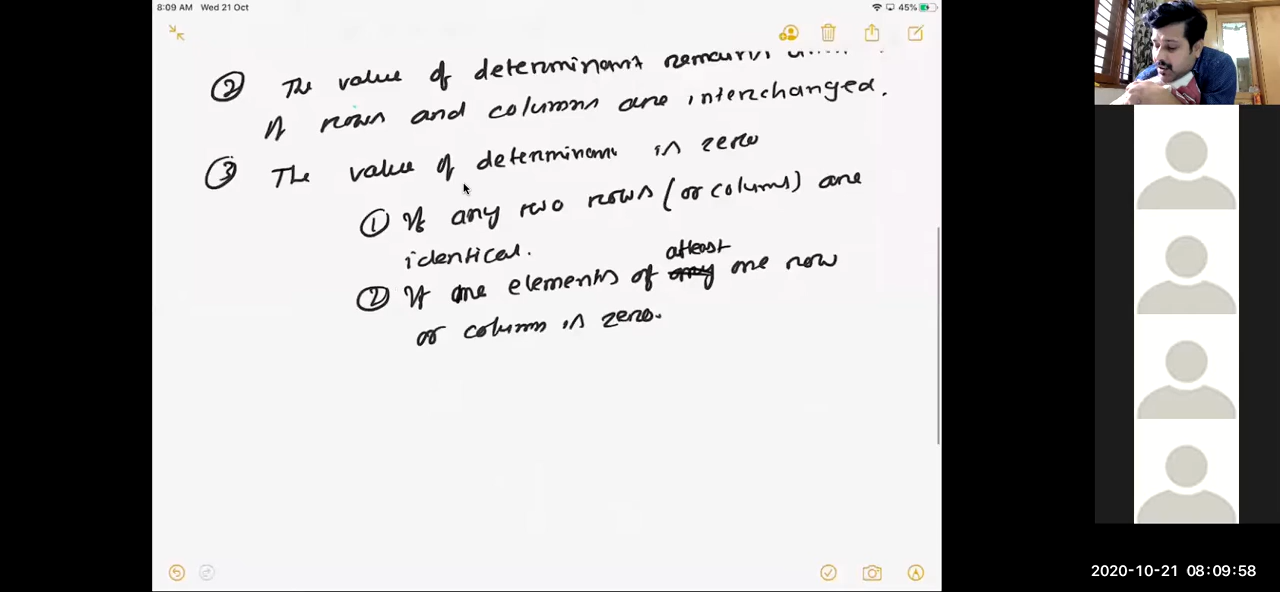 8:09 AM Wed 21 Oct
45%
② The value of determinant remains
if rows and columns are interchanged.
③ The value of determinant is zero
① If any two rows (or columns) are
identical.
atleast
② If the elements of any one row
or column is zero.
2020-10-21 08:09:58